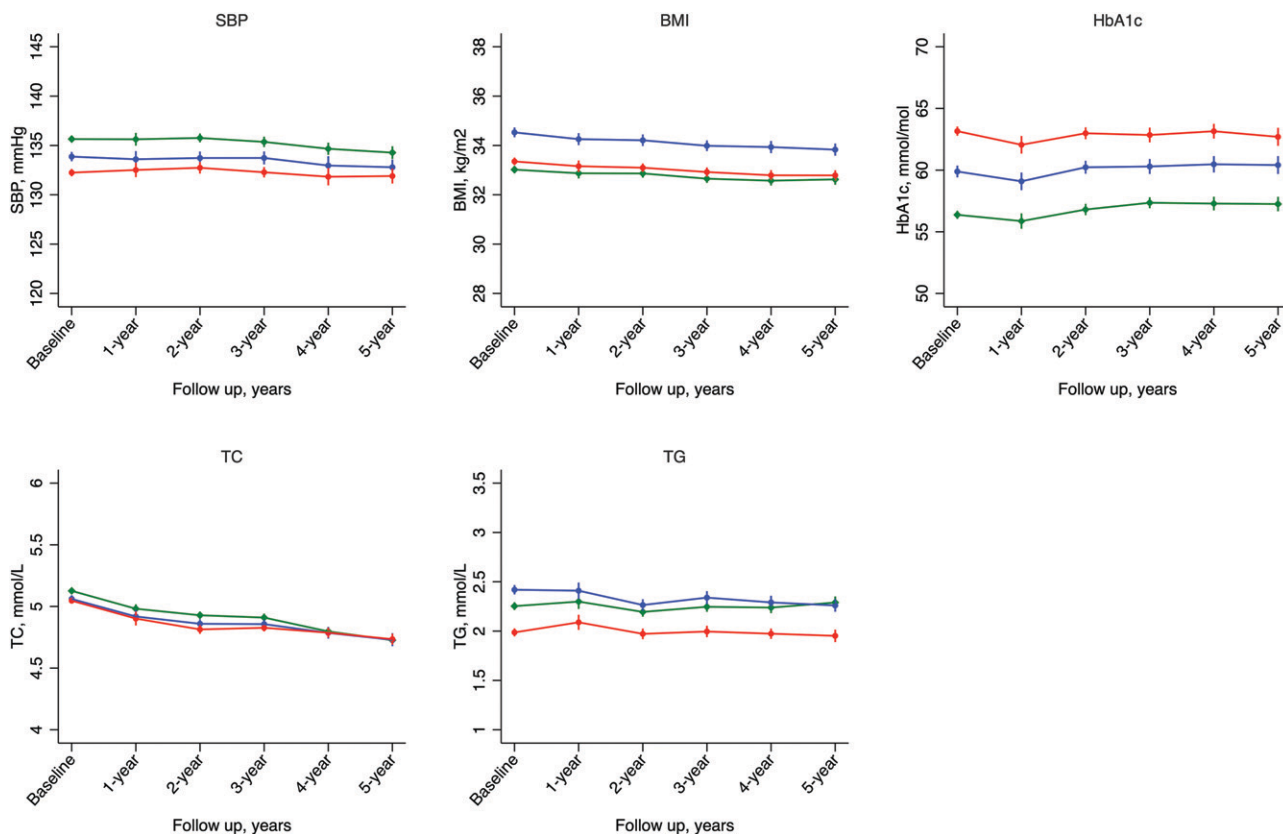 SBP
SBP, mmHg
145
140
135
130
125
120
Baseline
1-year
2-year
3-year
4-year
5-year
Follow up, years
BMI
BMI, kg/m2
38
36
34
32
30
28
Baseline
1-year
2-year
3-year
4-year
5-year
Follow up, years
HbA1c
HbA1c, mmol/mol
70
65
60
55
50
Baseline
1-year
2-year
3-year
4-year
5-year
Follow up, years
TC
TC, mmol/L
6
5.5
5
4.5
4
Baseline
1-year
2-year
3-year
4-year
5-year
Follow up, years
TG
TG, mmol/L
3.5
3
2.5
2
1.5
1
Baseline
1-year
2-year
3-year
4-year
5-year
Follow up, years